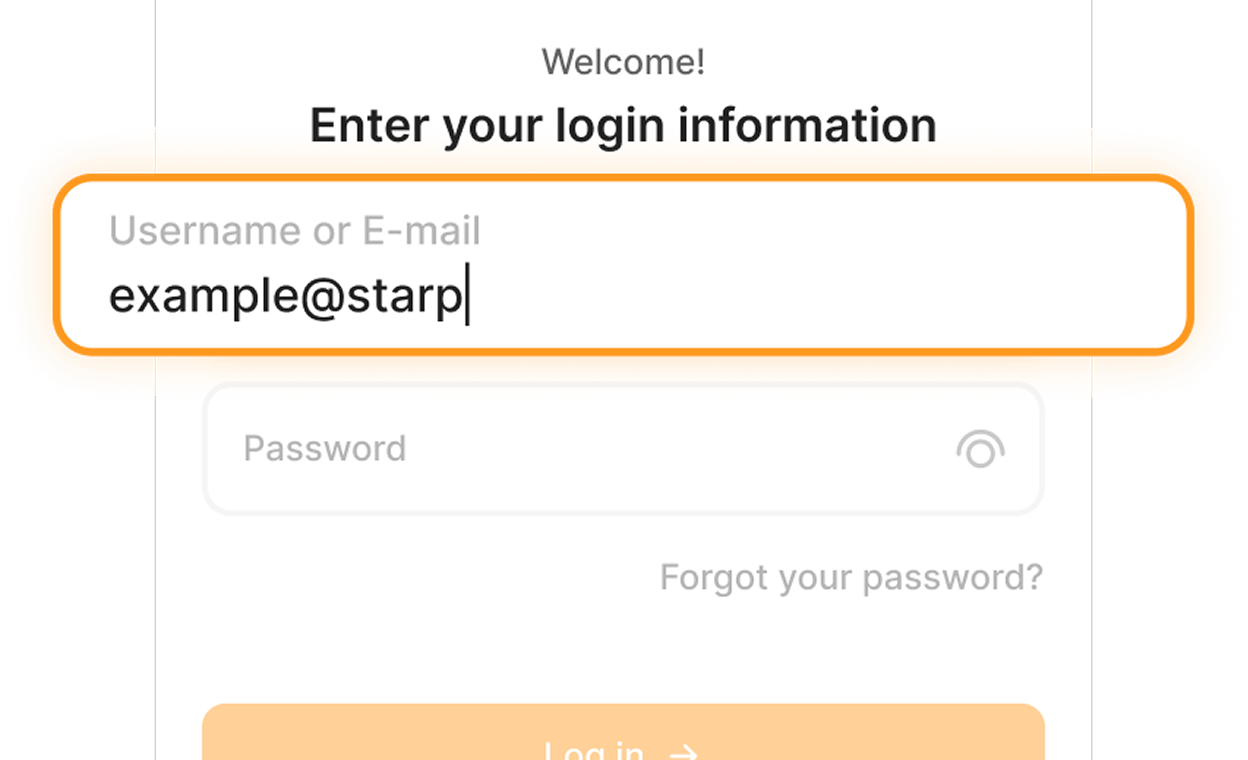 Welcome!
Enter your login information
Username or E-mail
example@starp
Password
Forgot your password?
Log in →